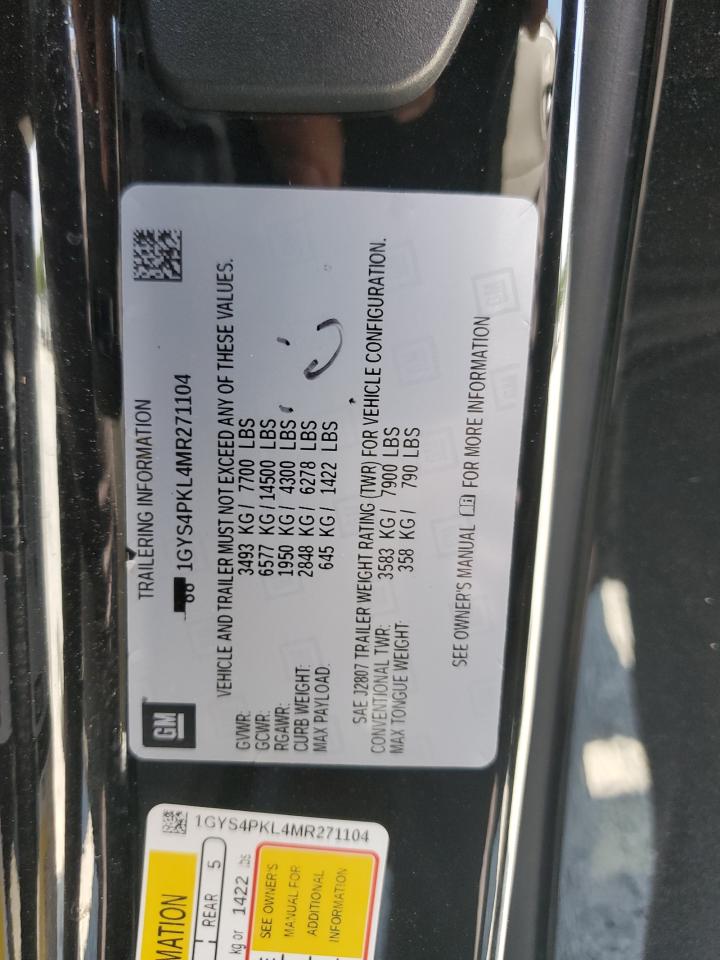 TRAILERING INFORMATION
GM
1GYS4PKL4MR271104
VEHICLE AND TRAILER MUST NOT EXCEED ANY OF THESE VALUES.
GVWR: 3493 KG/ 7700 LBS
GCWR: 6577 KG/ 14500 LBS
RGAWR: 1950 KG/ 4300 LBS
CURB WEIGHT: 2848 KG/ 6278 LBS
MAX PAYLOAD: 645 KG/ 1422 LBS
SAE J2807 TRAILER WEIGHT RATING (TWR) FOR VEHICLE CONFIGURATION.
CONVENTIONAL TWR: 3583 KG/ 7900 LBS
MAX TONGUE WEIGHT: 358 KG/ 790 LBS
SEE OWNER'S MANUAL FOR MORE INFORMATION
1GYS4PKL4MR271104
MATION
REAR 5
kg or 1422
SEE OWNER'S
MANUAL FOR
ADDITIONAL
INFORMATION